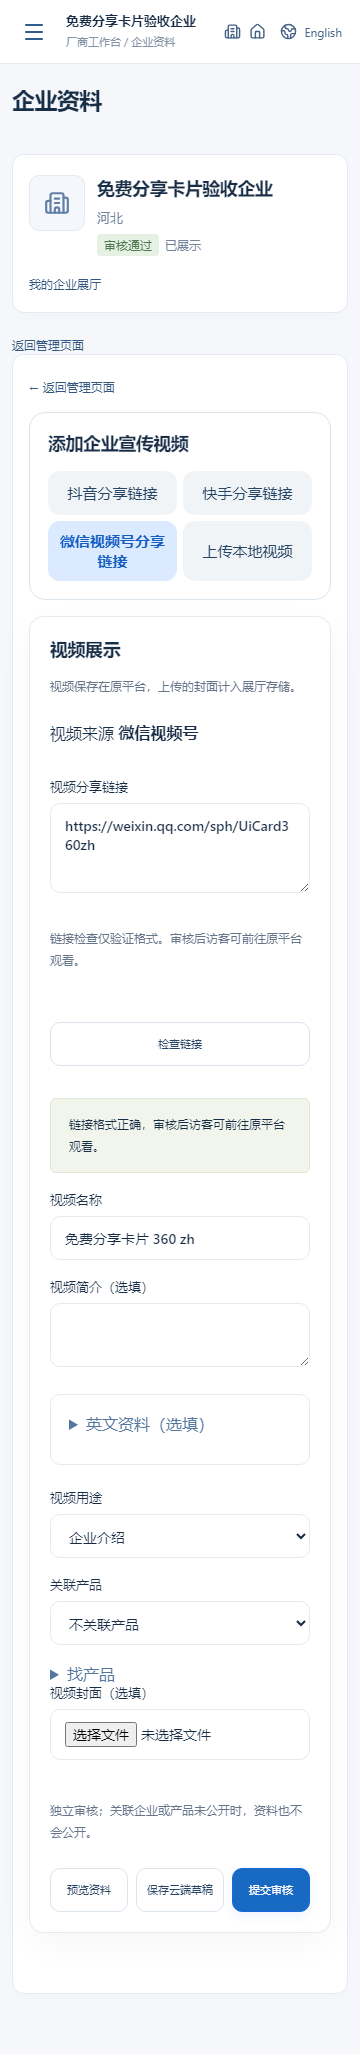 免费分享卡片验收企业
厂商工作台 / 企业资料
English
企业资料
免费分享卡片验收企业
河北
审核通过 已展示
我的企业展厅
返回管理页面
← 返回管理页面
添加企业宣传视频
抖音分享链接 快手分享链接
微信视频号分享
链接
上传本地视频
视频展示
视频保存在原平台，上传的封面计入展厅存储。
视频来源 微信视频号
视频分享链接
https://weixin.qq.com/sph/UiCard3
60zh
链接检查仅验证格式。审核后访客可前往原平台
观看。
检查链接
链接格式正确，审核后访客可前往原平台
观看。
视频名称
免费分享卡片 360 zh
视频简介（选填）
▶ 英文资料（选填）
视频用途
企业介绍
关联产品
不关联产品
▶ 找产品
视频封面（选填）
选择文件 未选择文件
独立审核；关联企业或产品未公开时，资料也不
会公开。
预览资料 保存云端草稿 提交审核